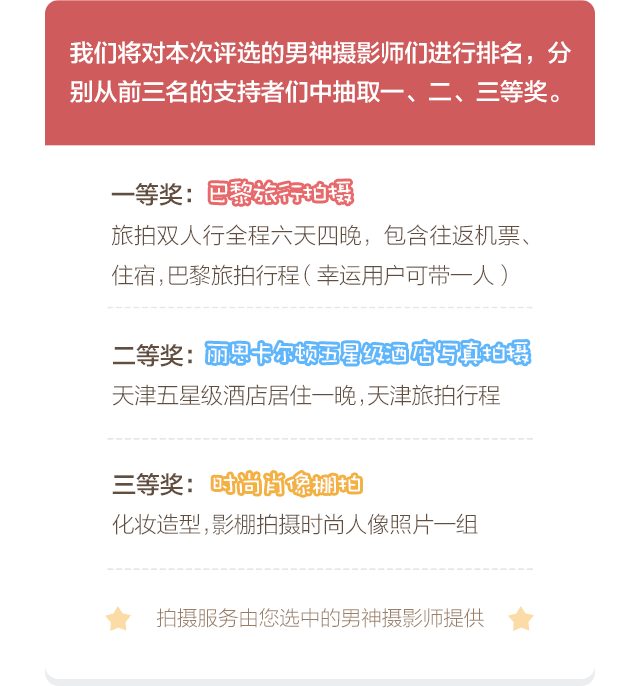 我们将对本次评选的男神摄影师们进行排名，分
别从前三名的支持者们中抽取一、二、三等奖。
一等奖：巴黎旅行拍摄
旅拍双人行全程六天四晚，包含往返机票、
住宿,巴黎旅拍行程（幸运用户可带一人）
二等奖：丽思卡尔顿五星级酒店写真拍摄
天津五星级酒店居住一晚,天津旅拍行程
三等奖：时尚肖像棚拍
化妆造型,影棚拍摄时尚人像照片一组
拍摄服务由您选中的男神摄影师提供